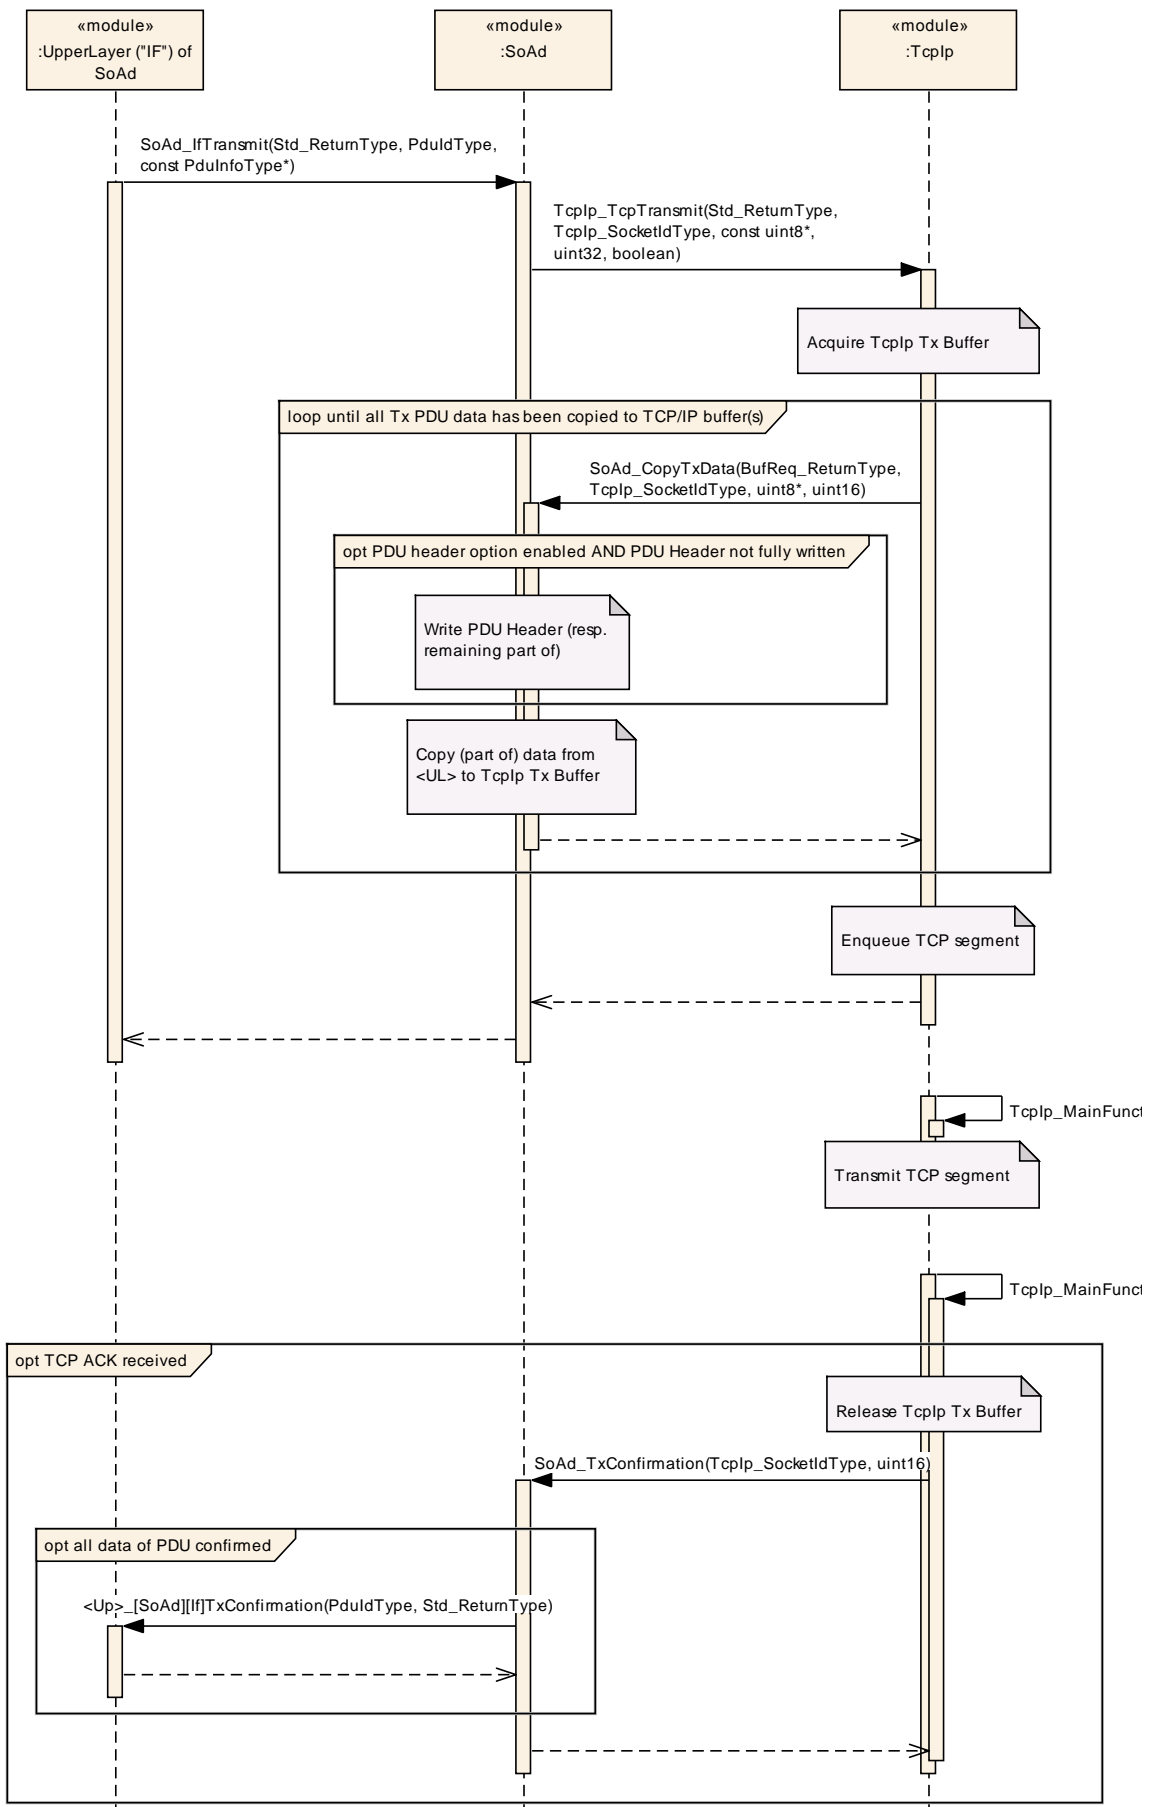 «module»
:UpperLayer ("IF") of
SoAd
«module»
:SoAd
«module»
:TcpIp
SoAd_IfTransmit(Std_ReturnType, PduIdType,
const PduInfoType*)
TcpIp_TcpTransmit(Std_ReturnType,
TcpIp_SocketIdType, const uint8*,
uint32, boolean)
Acquire TcpIp Tx Buffer
loop until all Tx PDU data has been copied to TCP/IP buffer(s)
SoAd_CopyTxData(BufReq_ReturnType,
TcpIp_SocketIdType, uint8*, uint16)
opt PDU header option enabled AND PDU Header not fully written
Write PDU Header (resp.
remaining part of)
Copy (part of) data from
<UL> to TcpIp Tx Buffer
Enqueue TCP segment
TcpIp_MainFunct
Transmit TCP segment
TcpIp_MainFunct
opt TCP ACK received
Release TcpIp Tx Buffer
SoAd_TxConfirmation(TcpIp_SocketIdType, uint16)
opt all data of PDU confirmed
<Up>_[SoAd][If]TxConfirmation(PduIdType, Std_ReturnType)